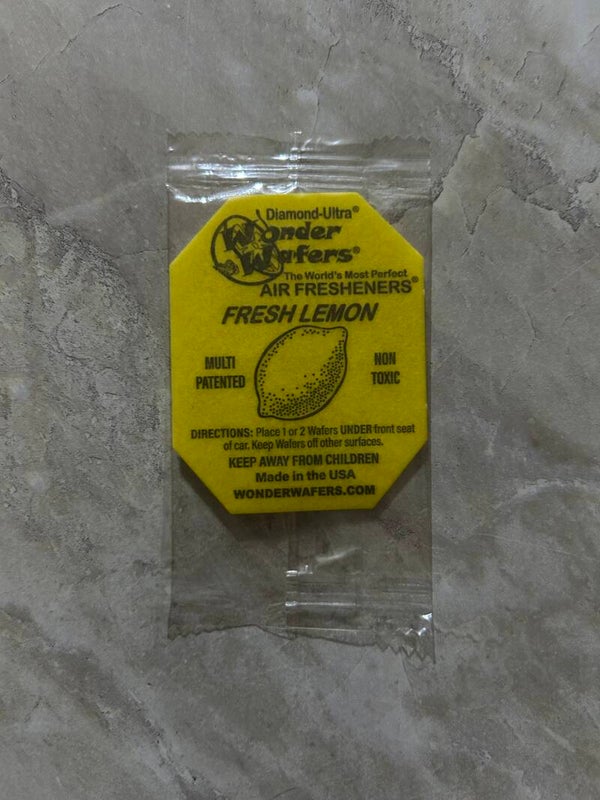 Diamond-Ultra®
Wonder
Wafers®
The World's Most Perfect
AIR FRESHENERS®
FRESH LEMON
MULTI
PATENTED
NON
TOXIC
DIRECTIONS: Place 1 or 2 Wafers UNDER front seat
of car. Keep Wafers off other surfaces.
KEEP AWAY FROM CHILDREN
Made in the USA
WONDERWAFERS.COM